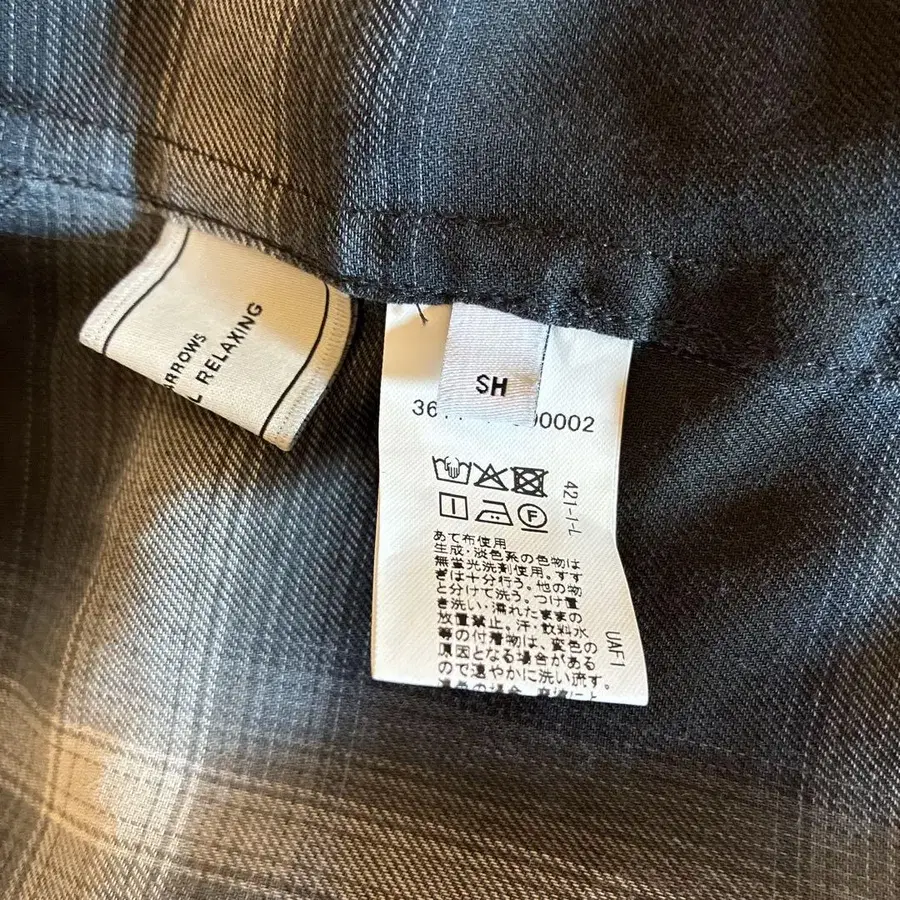 ARROWS
L RELAXING
SH
36
00002
F
421-J-L
あて布使用
生成・淡色系の色物は
無蛍光洗剤使用。すす
ぎは十分行う。他の物
と分けて洗う。つけ置
き洗い・濡れたままの
放置禁止。汗・飲料水
等の付着物は、変色の
原因となる場合がある
ので速やかに洗い流す。
UAF1